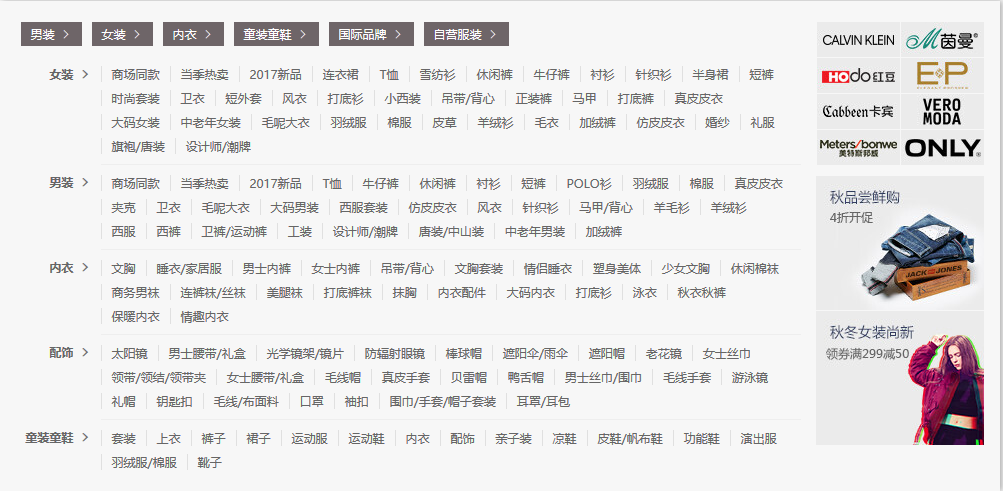 男装 女装 内衣 童装童鞋 国际品牌 自营服装
女装 商场同款 当季热卖 2017新品 连衣裙 T恤 雪纺衫 休闲裤 牛仔裤 衬衫 针织衫 半身裙 短裤
时尚套装 卫衣 短外套 风衣 打底衫 小西装 吊带/背心 正装裤 马甲 打底裤 真皮皮衣
大码女装 中老年女装 毛呢大衣 羽绒服 棉服 皮草 羊绒衫 毛衣 加绒裤 仿皮皮衣 婚纱 礼服
旗袍/唐装 设计师/潮牌
男装 商场同款 当季热卖 2017新品 T恤 牛仔裤 休闲裤 衬衫 短裤 POLO衫 羽绒服 棉服 真皮皮衣
夹克 卫衣 毛呢大衣 大码男装 西服套装 仿皮皮衣 风衣 针织衫 马甲/背心 羊毛衫 羊绒衫
西服 西裤 卫裤/运动裤 工装 设计师/潮牌 唐装/中山装 中老年男装 加绒裤
内衣 文胸 睡衣/家居服 男士内裤 女士内裤 吊带/背心 文胸套装 情侣睡衣 塑身美体 少女文胸 休闲棉袜
商务男袜 连裤袜/丝袜 美腿袜 打底裤袜 抹胸 内衣配件 大码内衣 打底衫 泳衣 秋衣秋裤
保暖内衣 情趣内衣
配饰 太阳镜 男士腰带/礼盒 光学镜架/镜片 防辐射眼镜 棒球帽 遮阳伞/雨伞 遮阳帽 老花镜 女士丝巾
领带/领结/领带夹 女士腰带/礼盒 毛线帽 真皮手套 贝雷帽 鸭舌帽 男士丝巾/围巾 毛线手套 游泳镜
礼帽 钥匙扣 毛线/布面料 口罩 袖扣 围巾/手套/帽子套装 耳罩/耳包
童装童鞋 套装 上衣 裤子 裙子 运动服 运动鞋 内衣 配饰 亲子装 凉鞋 皮鞋/帆布鞋 功能鞋 演出服
羽绒服/棉服 靴子
CALVIN KLEIN 茵曼
HOdo 红豆 EP
Cabbeen卡宾 VERO MODA
Meters/bonwe 美特斯邦威 ONLY
秋品尝鲜购
4折开促
JACK JONES
秋冬女装尚新
领券满299减50